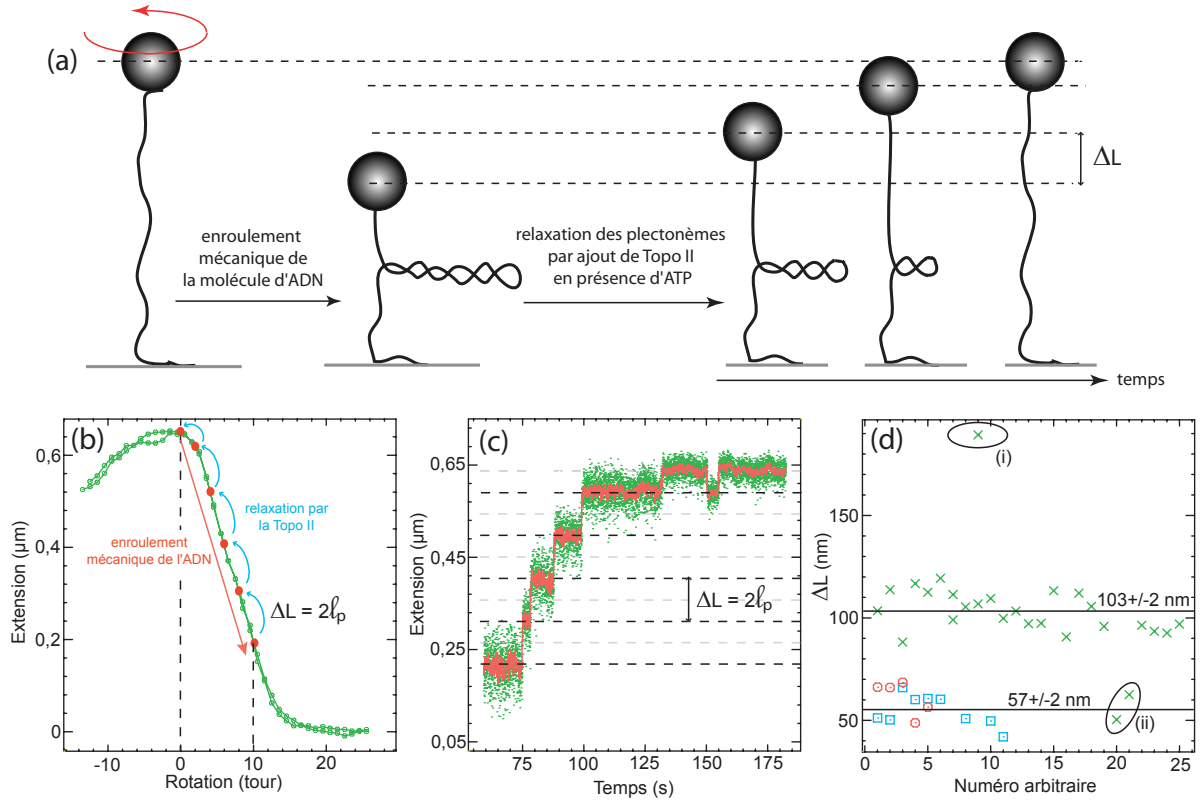 (a)
enroulement
mécanique de
la molécule d'ADN
relaxation des plectonèmes
par ajout de Topo II
en présence d'ATP
ΔL
temps
(b)
0,6
0,4
0,2
0
Extension (µm)
-10
0
10
20
Rotation (tour)
relaxation par
la Topo II
enroulement
mécanique de l'ADN
ΔL = 2ℓp
(c)
0.65
0.45
0.25
0.05
Extension (µm)
75
100
125
150
175
Temps (s)
ΔL = 2ℓp
(d)
150
100
50
ΔL (nm)
0
5
10
15
20
25
Numéro arbitraire
(i)
103+/-2 nm
57+/-2 nm
(ii)